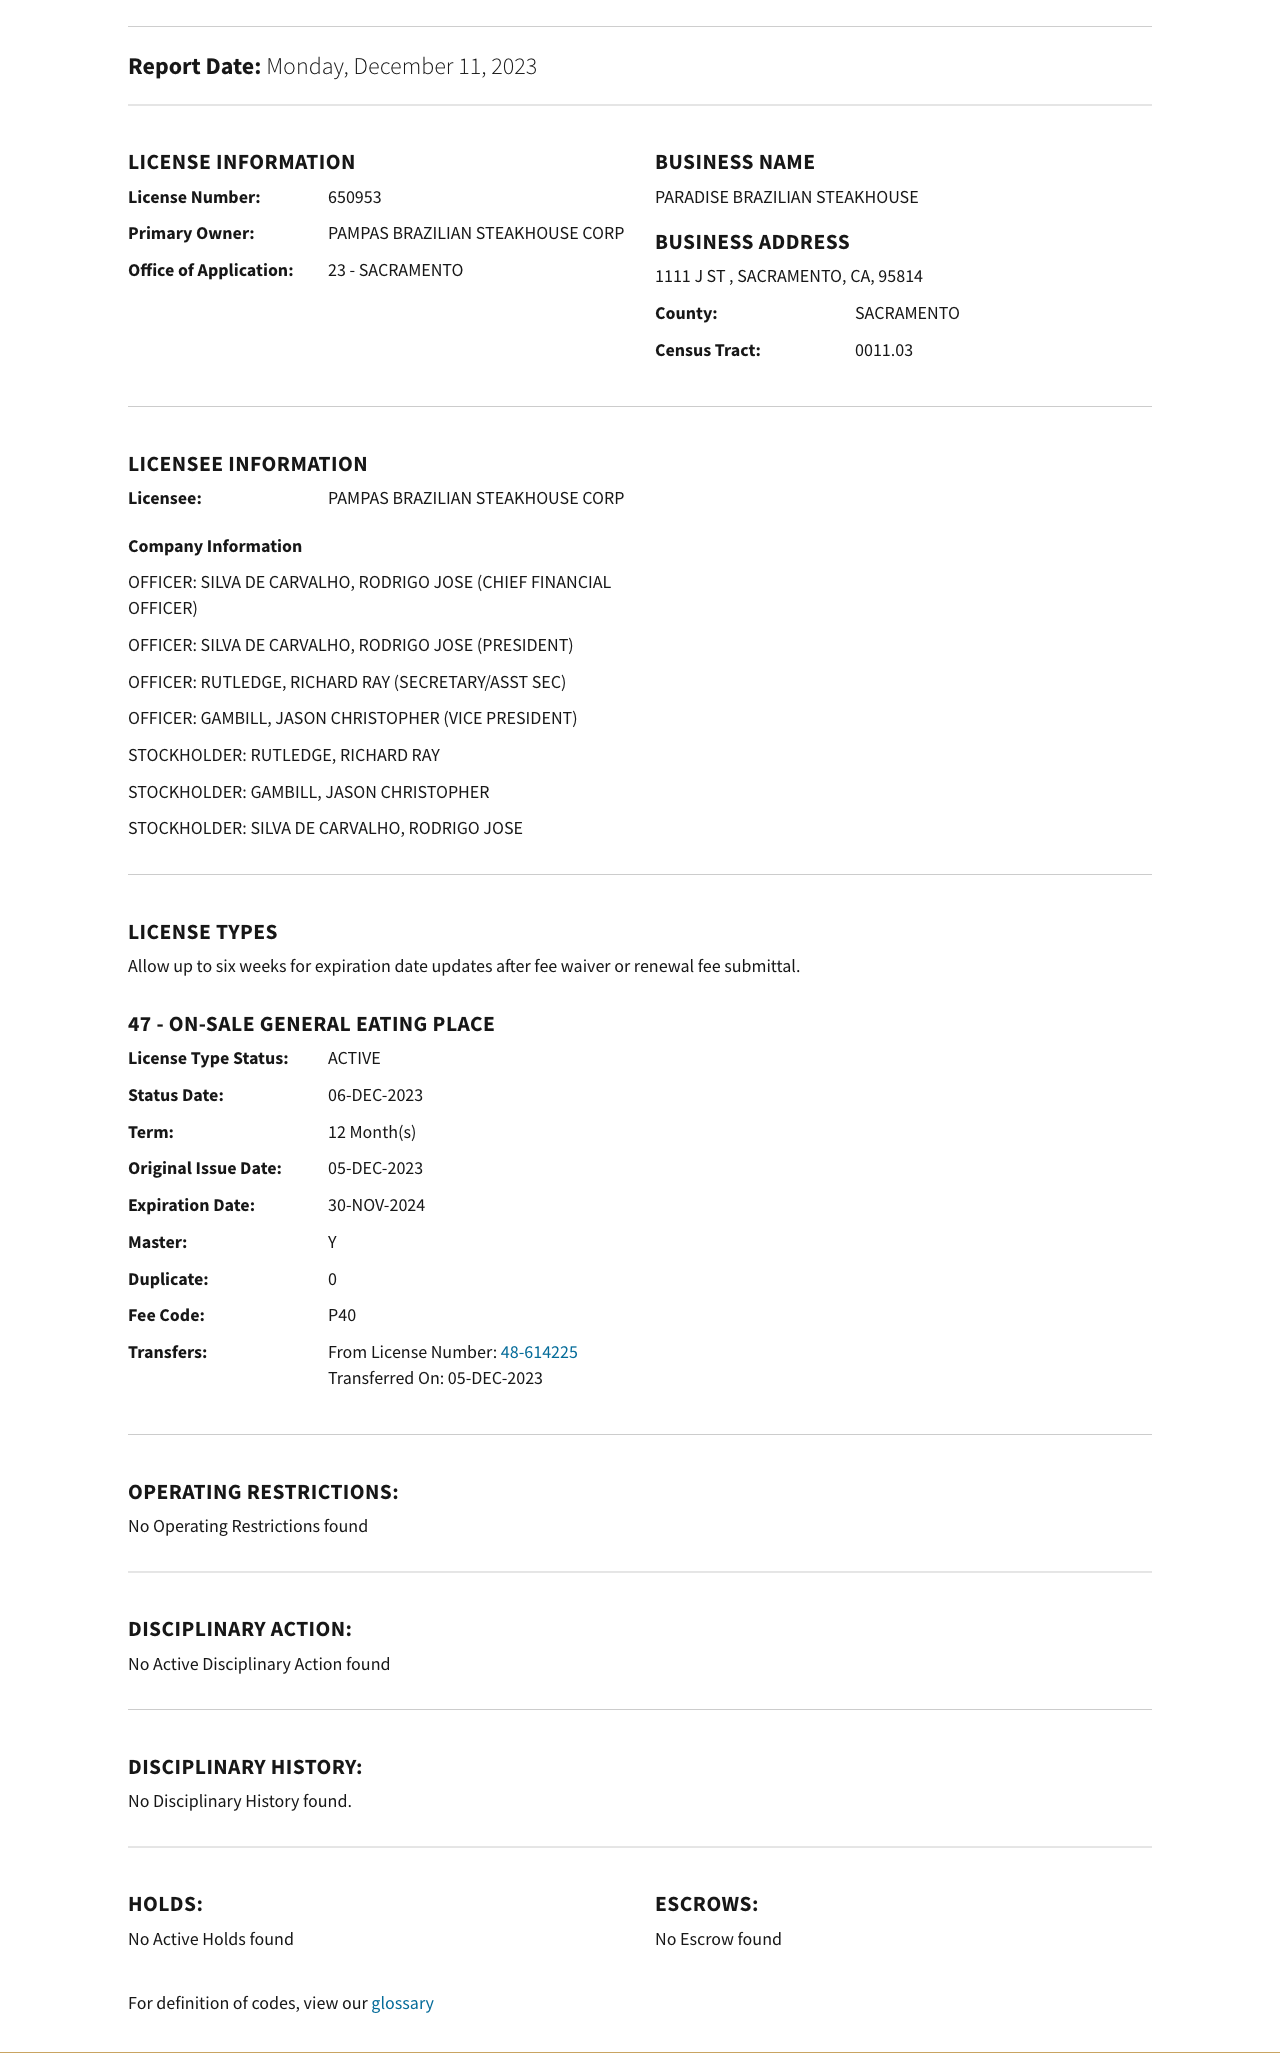 Report Date: Monday, December 11, 2023
LICENSE INFORMATION
License Number: 650953
Primary Owner: PAMPAS BRAZILIAN STEAKHOUSE CORP
Office of Application: 23 - SACRAMENTO
BUSINESS NAME
PARADISE BRAZILIAN STEAKHOUSE
BUSINESS ADDRESS
1111 J ST , SACRAMENTO, CA, 95814
County: SACRAMENTO
Census Tract: 0011.03
LICENSEE INFORMATION
Licensee: PAMPAS BRAZILIAN STEAKHOUSE CORP
Company Information
OFFICER: SILVA DE CARVALHO, RODRIGO JOSE (CHIEF FINANCIAL
OFFICER)
OFFICER: SILVA DE CARVALHO, RODRIGO JOSE (PRESIDENT)
OFFICER: RUTLEDGE, RICHARD RAY (SECRETARY/ASST SEC)
OFFICER: GAMBILL, JASON CHRISTOPHER (VICE PRESIDENT)
STOCKHOLDER: RUTLEDGE, RICHARD RAY
STOCKHOLDER: GAMBILL, JASON CHRISTOPHER
STOCKHOLDER: SILVA DE CARVALHO, RODRIGO JOSE
LICENSE TYPES
Allow up to six weeks for expiration date updates after fee waiver or renewal fee submittal.
47 - ON-SALE GENERAL EATING PLACE
License Type Status: ACTIVE
Status Date: 06-DEC-2023
Term: 12 Month(s)
Original Issue Date: 05-DEC-2023
Expiration Date: 30-NOV-2024
Master: Y
Duplicate: 0
Fee Code: P40
Transfers: From License Number: 48-614225
Transferred On: 05-DEC-2023
OPERATING RESTRICTIONS:
No Operating Restrictions found
DISCIPLINARY ACTION:
No Active Disciplinary Action found
DISCIPLINARY HISTORY:
No Disciplinary History found.
HOLDS:
No Active Holds found
ESCROWS:
No Escrow found
For definition of codes, view our glossary